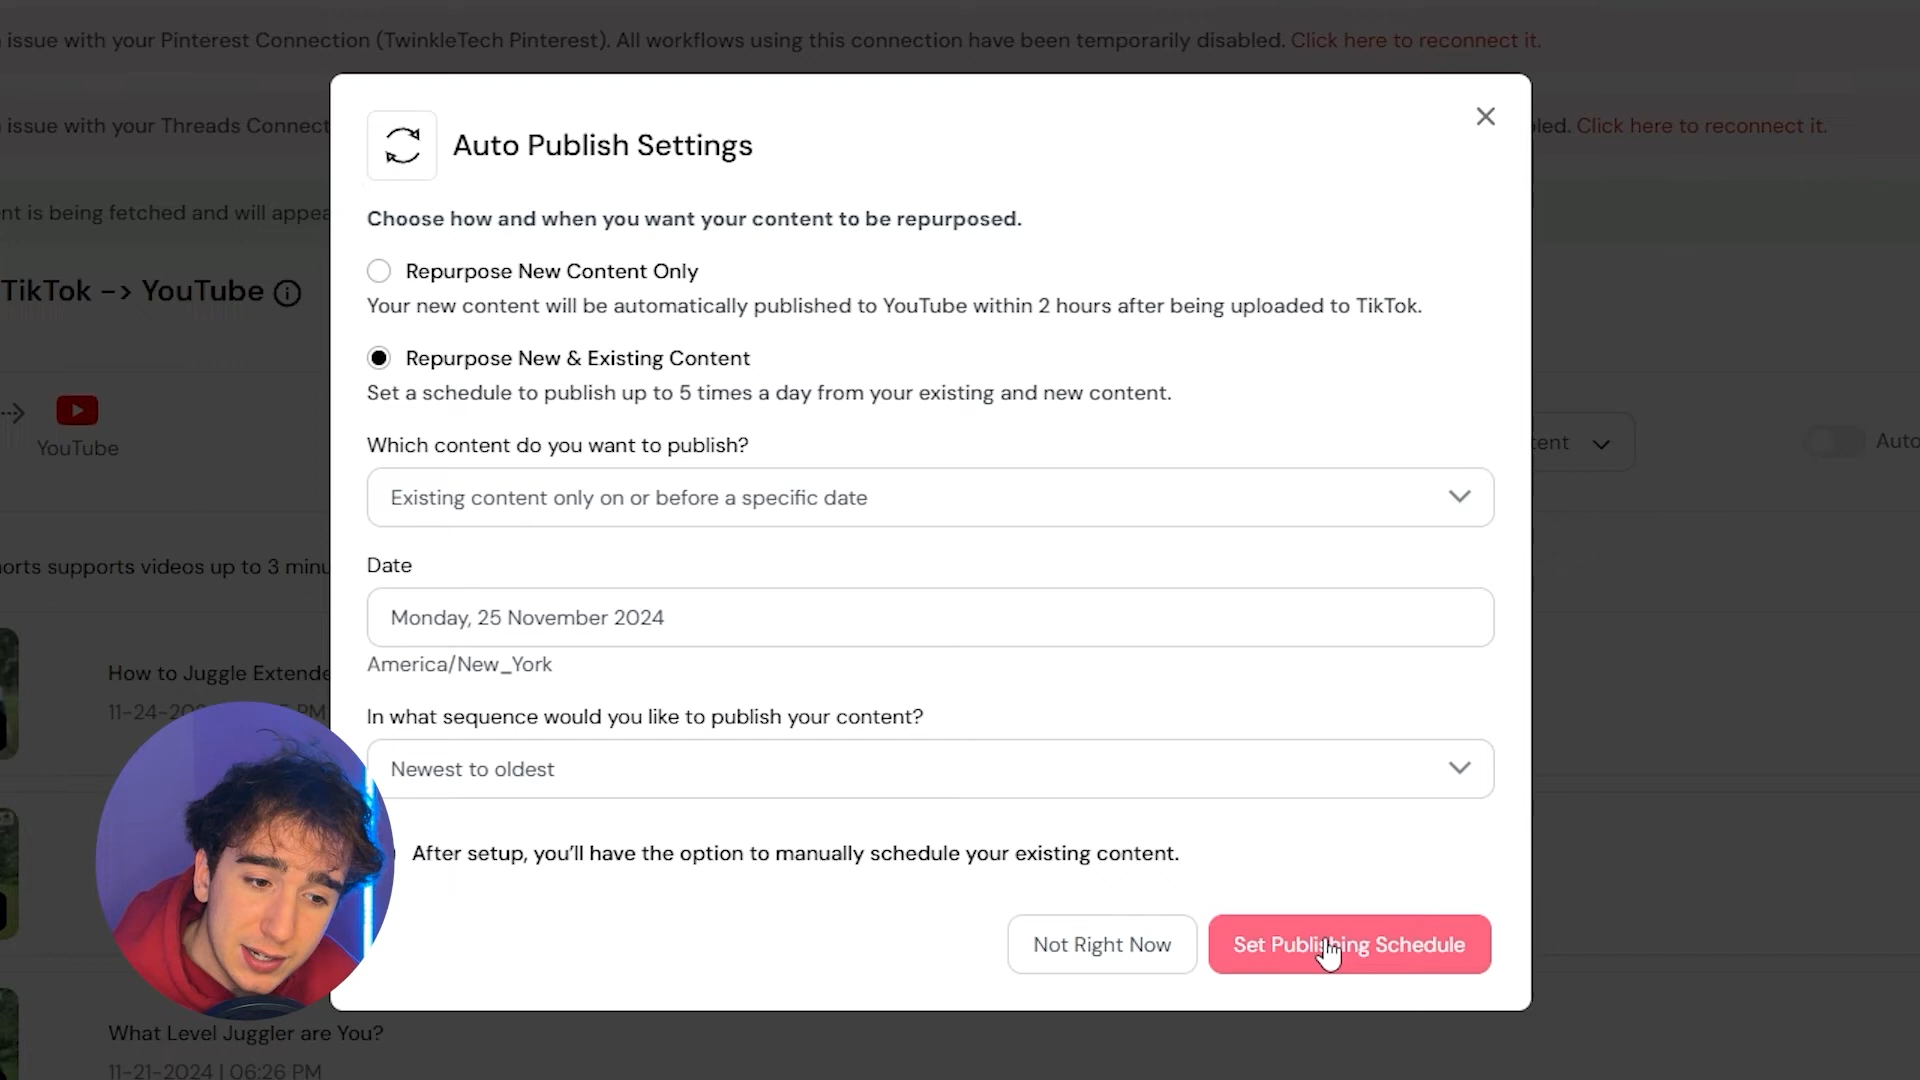 issue with your Pinterest Connection (TwinkleTech Pinterest). All workflows using this connection have been temporarily disabled. Click here to reconnect it.
issue with your Threads Connect
Click here to reconnect it.
Auto Publish Settings
nt is being fetched and will appea
Choose how and when you want your content to be repurposed.
TikTok -> YouTube
Repurpose New Content Only
Your new content will be automatically published to YouTube within 2 hours after being uploaded to TikTok.
Repurpose New & Existing Content
Set a schedule to publish up to 5 times a day from your existing and new content.
YouTube
Which content do you want to publish?
tent
Auto
Existing content only on or before a specific date
Date
orts supports videos up to 3 minu
Monday, 25 November 2024
America/New_York
How to Juggle Extende
11-24-20 PM
In what sequence would you like to publish your content?
Newest to oldest
After setup, you'll have the option to manually schedule your existing content.
Not Right Now
Set Publishing Schedule
What Level Juggler are You?
11-21-2024 | 06:26 PM